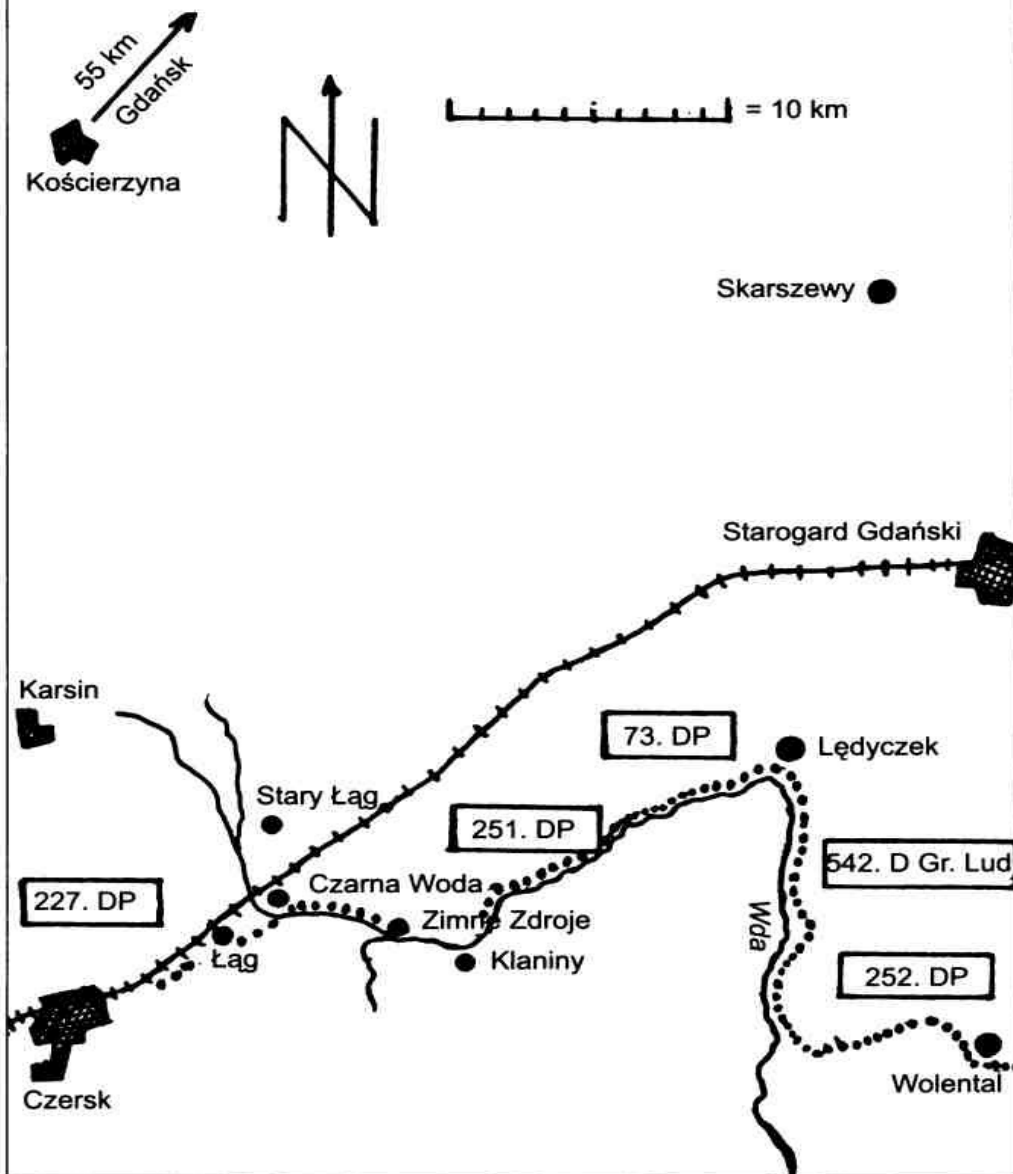 55 km
Gdańsk
Kościerzyna
N
= 10 km
Skarszewy
Starogard Gdański
Karsin
73. DP
Lędyczek
Stary Łąg
251. DP
542. D Gr. Lud.
227. DP
Czarna Woda
Zimne Zdroje
Wda
Łąg
Klaniny
252. DP
Czersk
Wolental